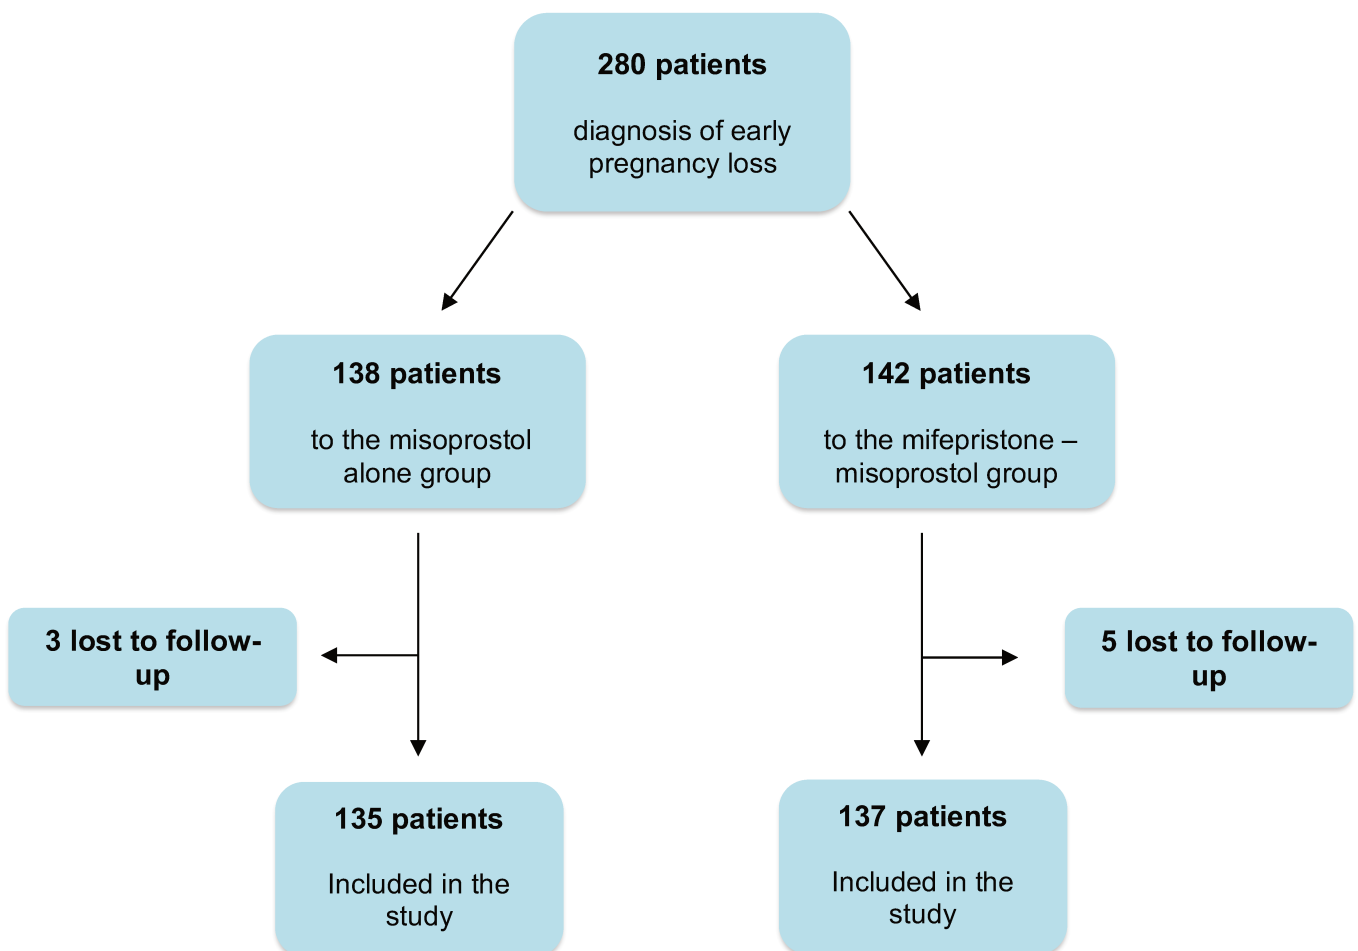 280 patients
diagnosis of early
pregnancy loss
138 patients
to the misoprostol
alone group
142 patients
to the mifepristone –
misoprostol group
3 lost to follow-
up
5 lost to follow-
up
135 patients
Included in the
study
137 patients
Included in the
study